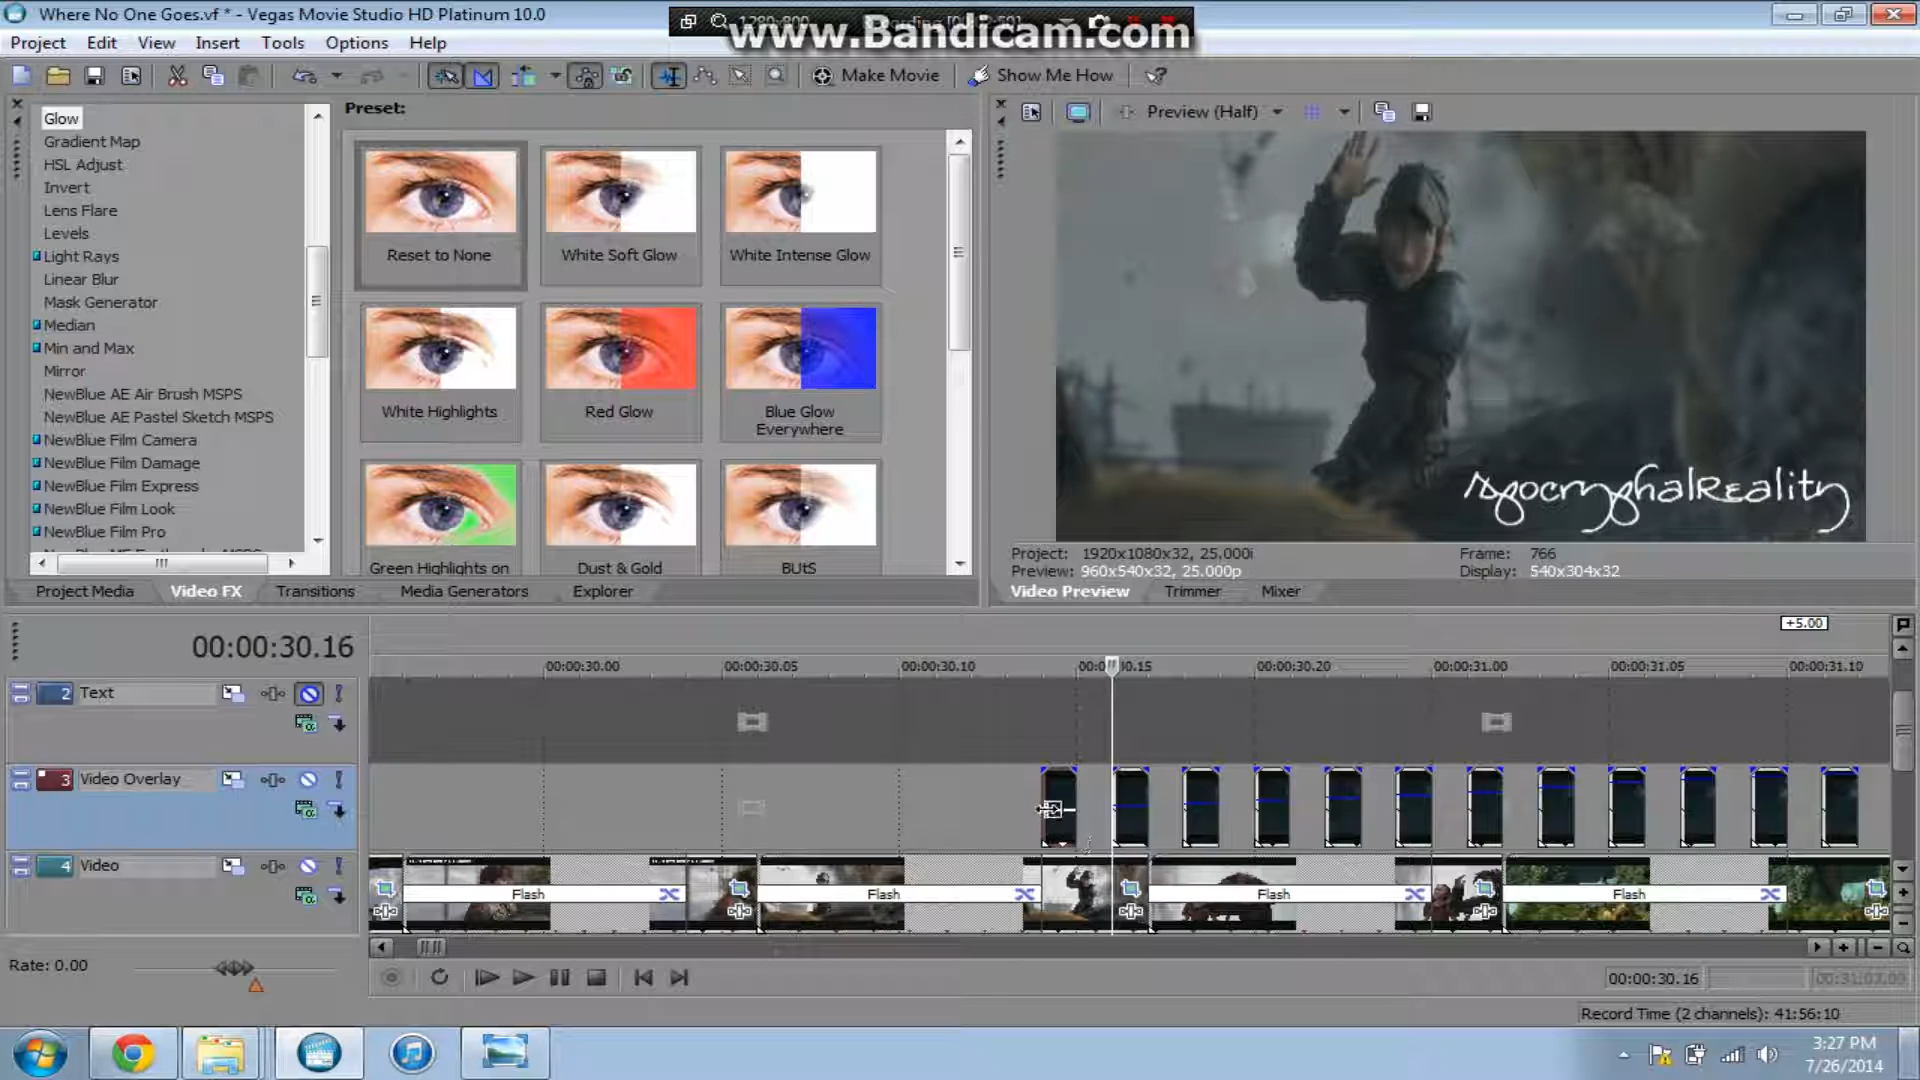 Where No One Goes.vf * - Vegas Movie Studio HD Platinum 10.0
www.Bandicam.com
Project Edit View Insert Tools Options Help
Make Movie Show Me How
Glow
Gradient Map
HSL Adjust
Invert
Lens Flare
Levels
Light Rays
Linear Blur
Mask Generator
Median
Min and Max
Mirror
NewBlue AE Air Brush MSPS
NewBlue AE Pastel Sketch MSPS
NewBlue Film Camera
NewBlue Film Damage
NewBlue Film Express
NewBlue Film Look
NewBlue Film Pro
Preset:
Reset to None
White Soft Glow
White Intense Glow
White Highlights
Red Glow
Blue Glow
Everywhere
Green Highlights on
Dust & Gold
BUtS
Project Media Video FX Transitions Media Generators Explorer
Preview (Half)
ApocryphalReality
Project: 1920x1080x32, 25.000i
Preview: 960x540x32, 25.000p
Frame: 766
Display: 540x304x32
Video Preview Trimmer Mixer
+5.00
00:00:30.16
00:00:30.00 00:00:30.05 00:00:30.10 00:00:30.15 00:00:30.20 00:00:31.00 00:00:31.05 00:00:31.10
2 Text
3 Video Overlay
4 Video
Flash Flash Flash Flash
Rate: 0.00
00:00:30.16
Record Time (2 channels): 41:56:10
3:27 PM
7/26/2014